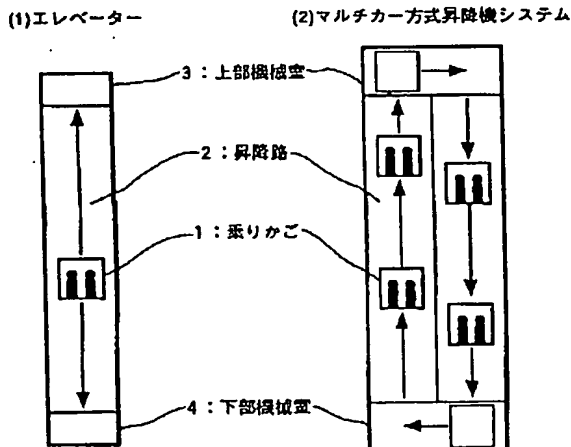 (1)エレベーター
(2)マルチカー方式昇降機システム
3：上部機械室
2：昇降路
1：乗りかご
4：下部機械室